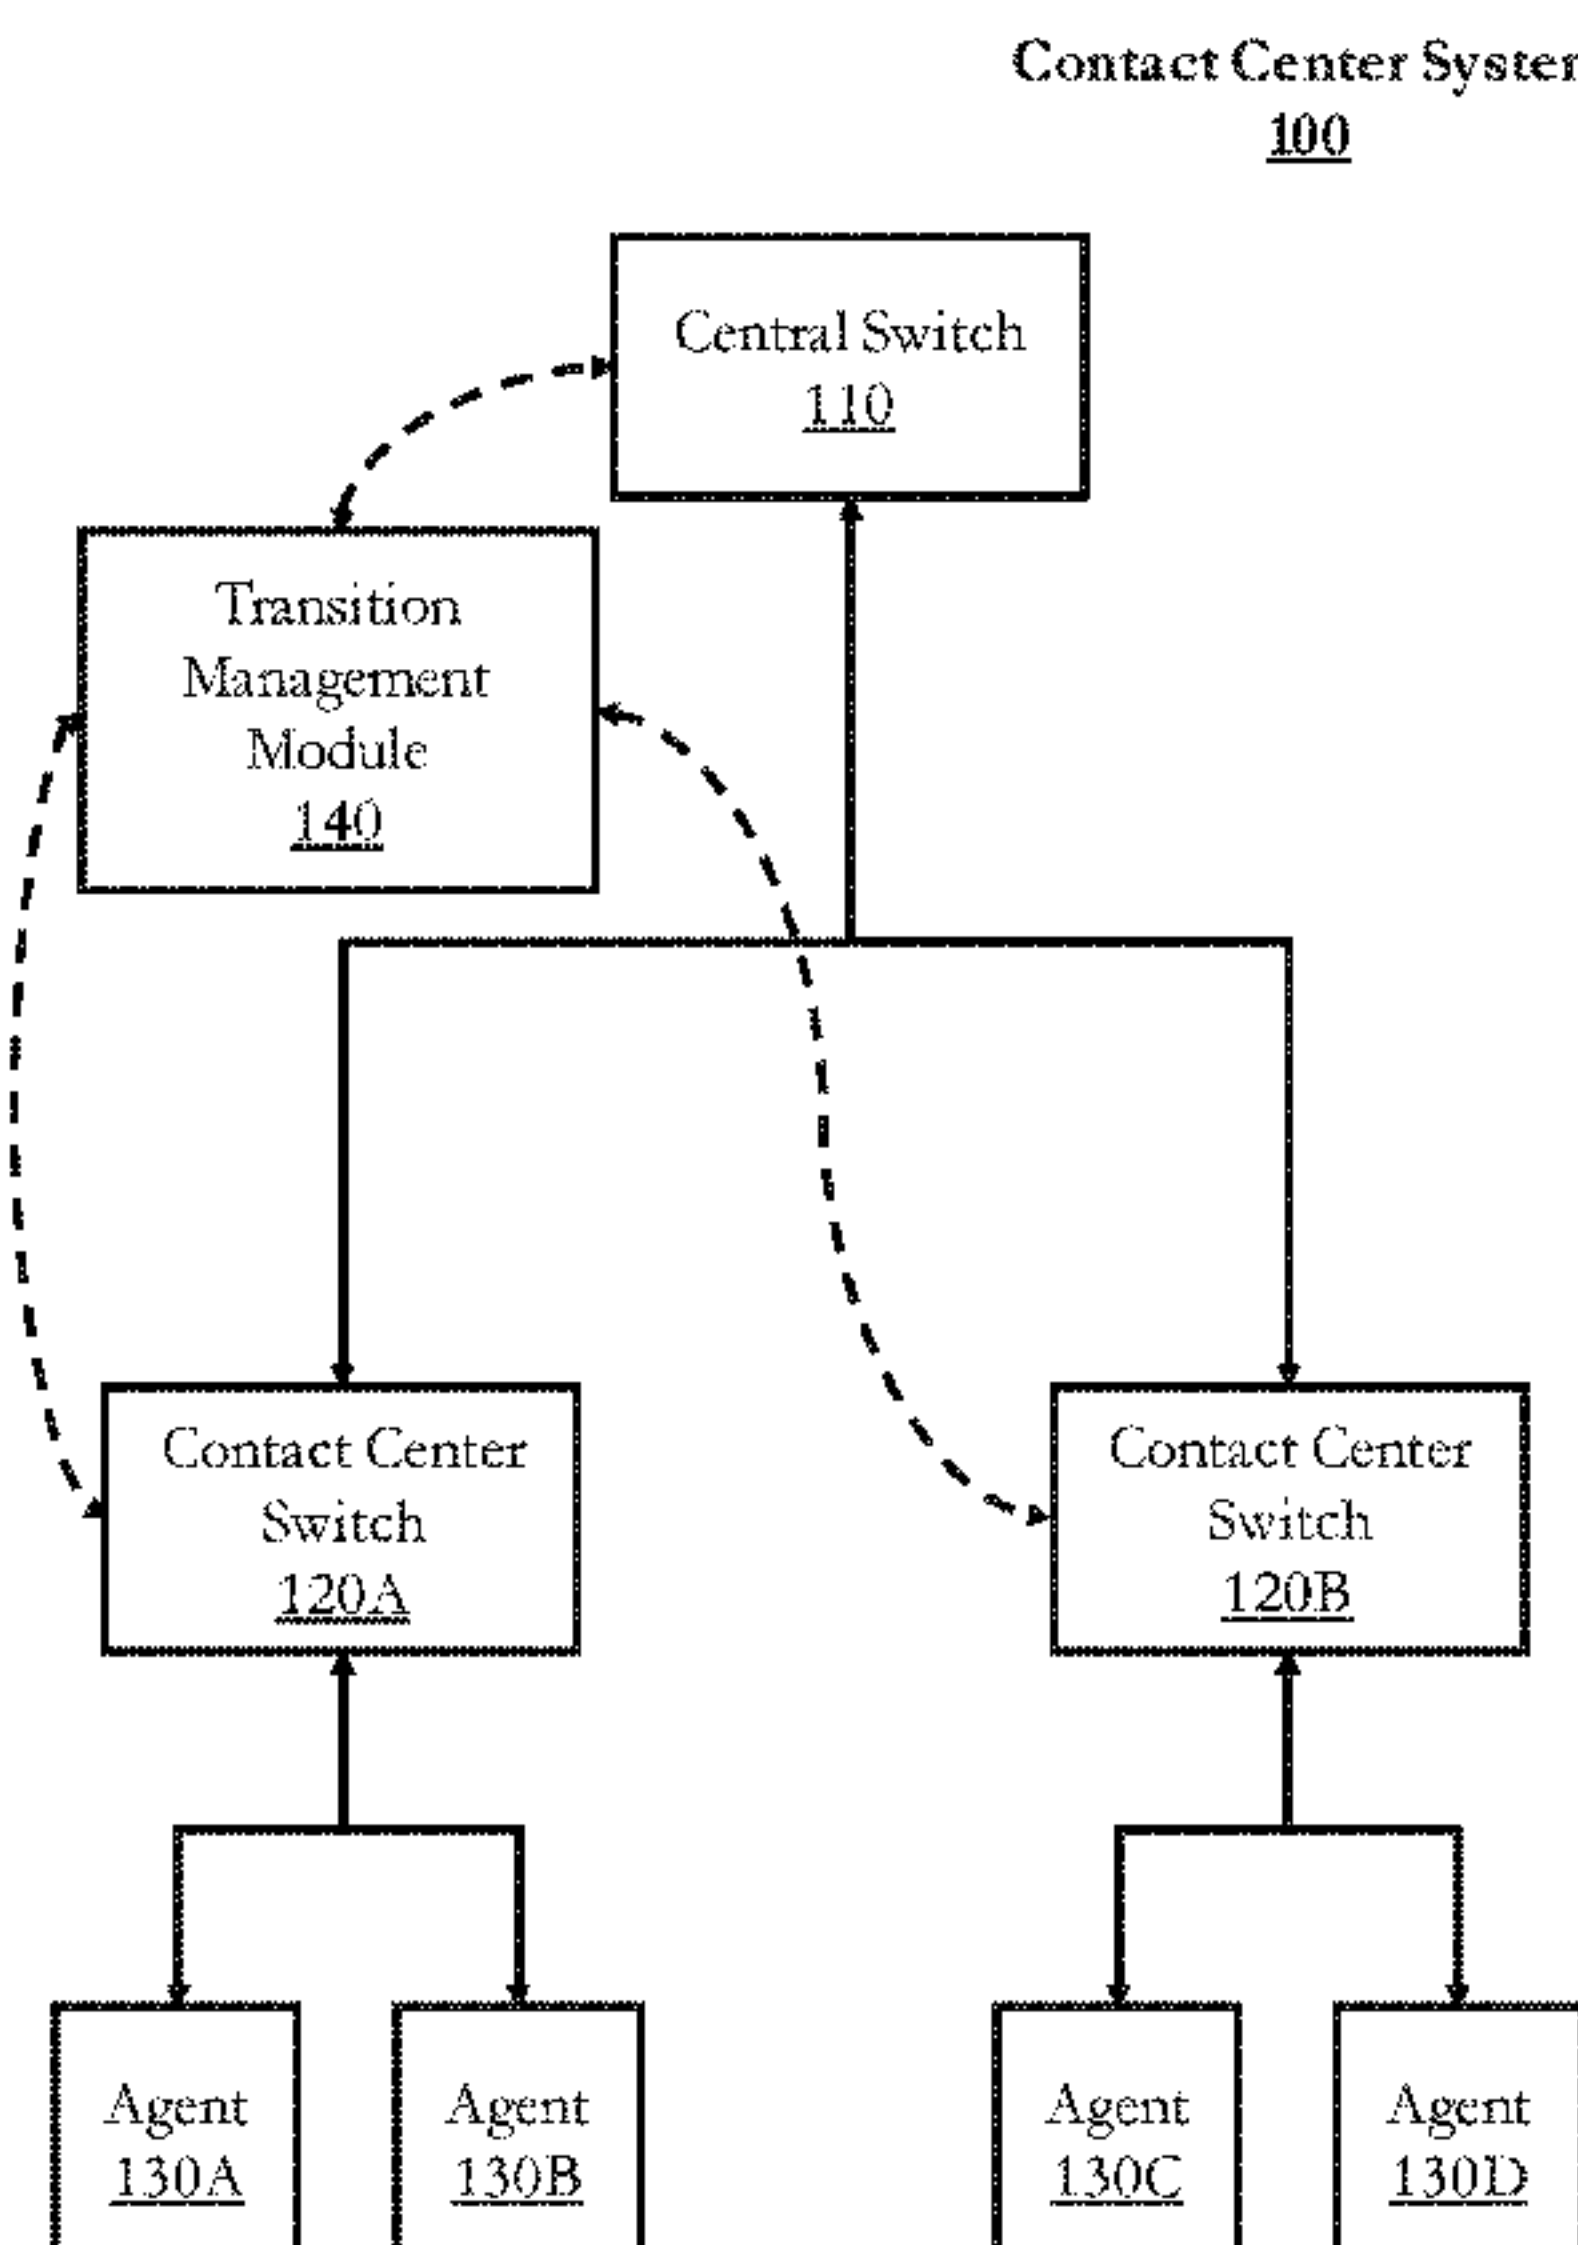 Contact Center System
100
Central Switch
110
Transition
Management
Module
140
Contact Center
Switch
120A
Contact Center
Switch
120B
Agent
130A
Agent
130B
Agent
130C
Agent
130D